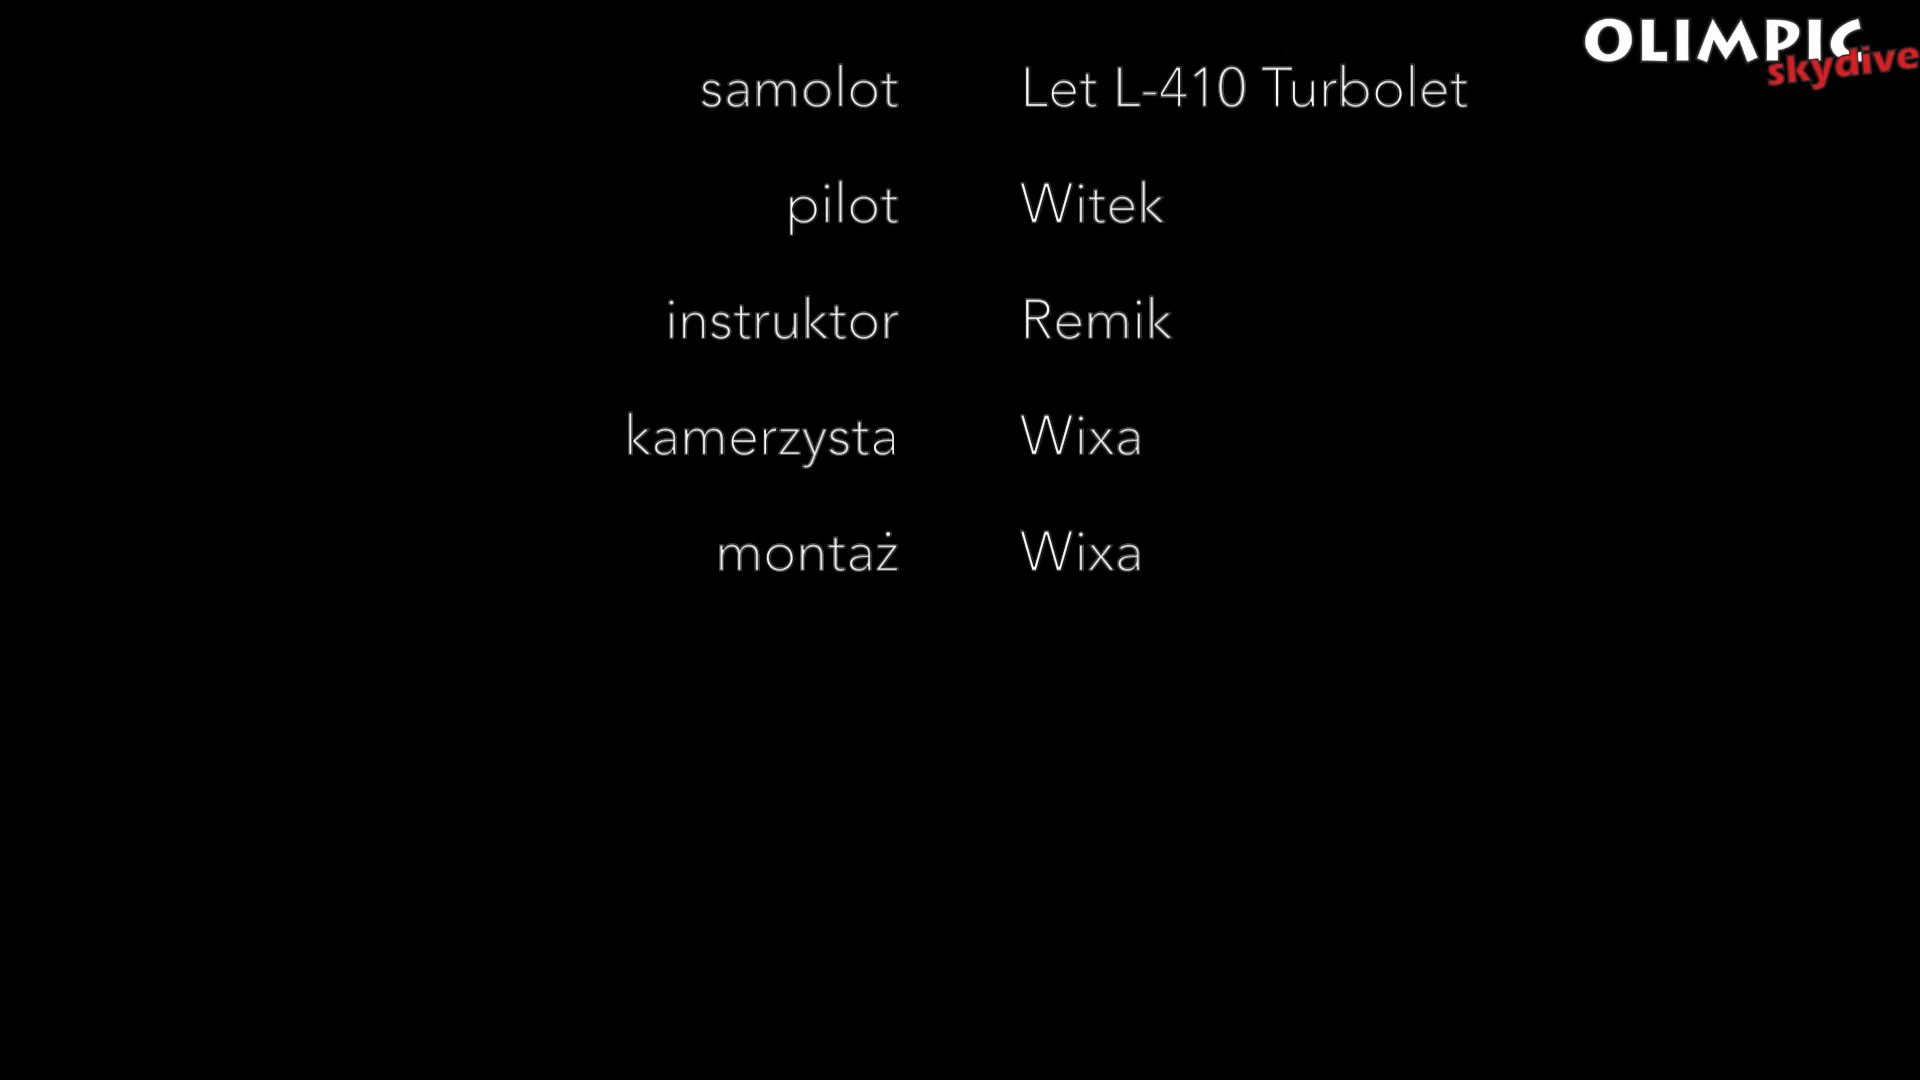 OLIMPIC
skydive
samolot Let L-410 Turbolet
pilot Witek
instruktor Remik
kamerzysta Wixa
montaż Wixa